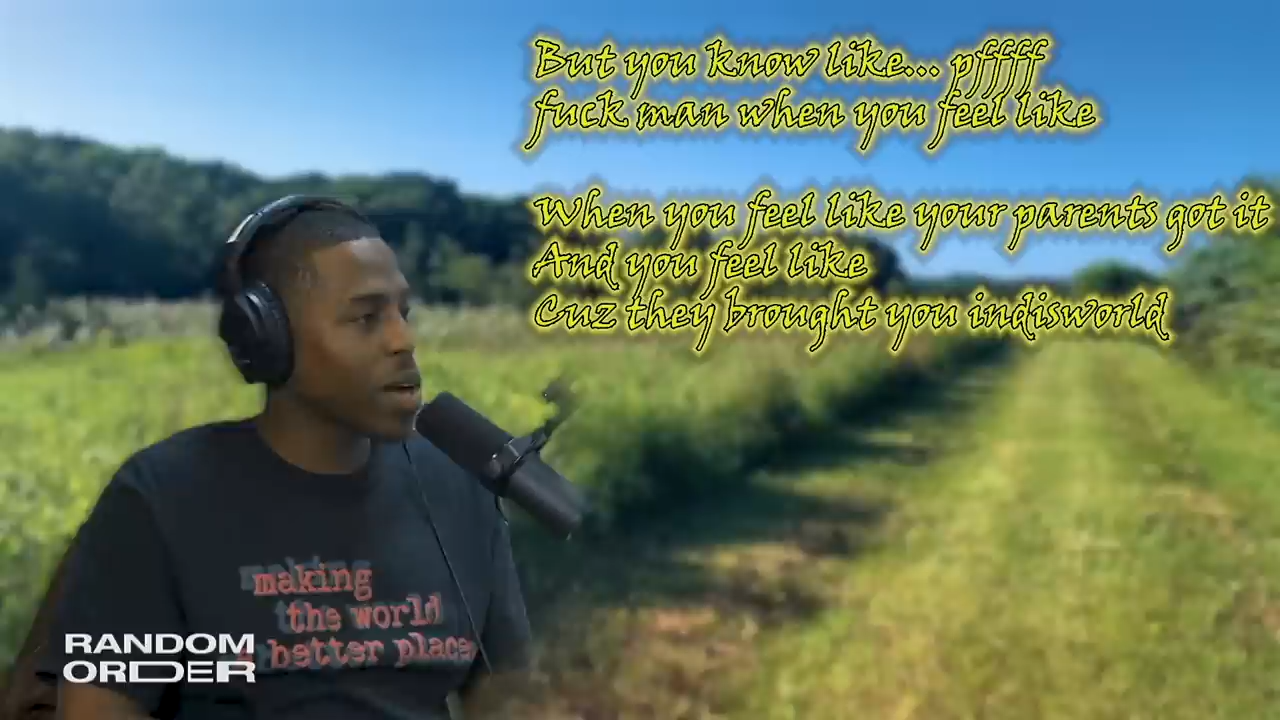 But you know like... pffff
fuck man when you feel like
When you feel like your parents got it
And you feel like
Cuz they brought you indisworld
making
the world
a better place
RANDOM
ORDER